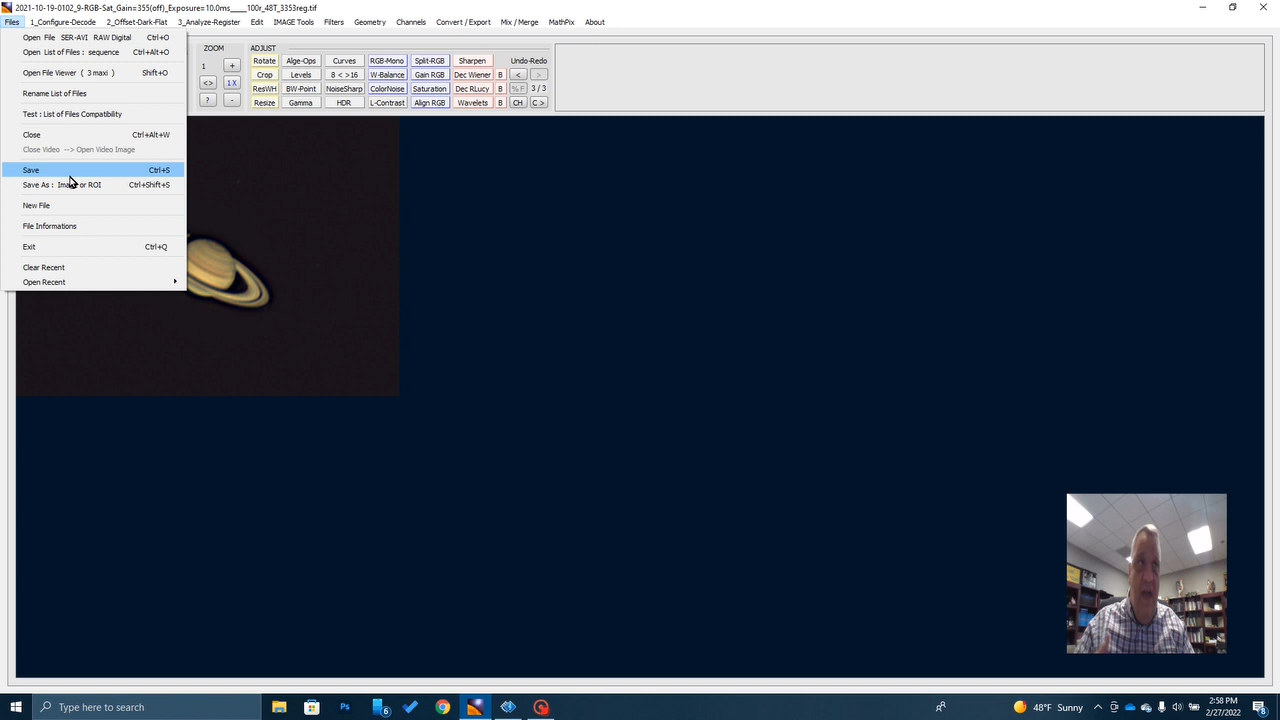 2021-10-19-0102_9-RGB-Sat_Gain=355(off)_Exposure=10.0ms____100r_48T_3353reg.tif
Files 1_Configure-Decode 2_Offset-Dark-Flat 3_Analyze-Register Edit IMAGE Tools Filters Geometry Channels Convert / Export Mix / Merge MathPix About
Open File SER-AVI RAW Digital Ctrl+O
Open List of Files : sequence Ctrl+Alt+O
Open File Viewer ( 3 maxi ) Shift+O
Rename List of Files
Test : List of Files Compatibility
Close Ctrl+Alt+W
Close Video --> Open Video Image
Save Ctrl+S
Save As : Image or ROI Ctrl+Shift+S
New File
File Informations
Exit Ctrl+Q
Clear Recent
Open Recent
ZOOM ADJUST Undo-Redo
1 + Rotate Alge-Ops Curves RGB-Mono Split-RGB Sharpen
<> 1 X Crop Levels 8 < >16 W-Balance Gain RGB Dec Wiener B < >
ResWH BW-Point NoiseSharp ColorNoise Saturation Dec RLucy B % F 3 / 3
? - Resize Gamma HDR L-Contrast Align RGB Wavelets B CH C >
Type here to search
Ps
6
48°F Sunny
2:58 PM
2/27/2022
8